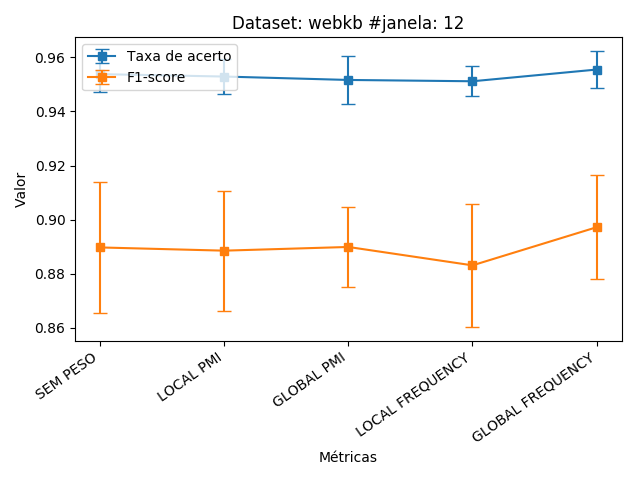 Dataset: webkb #janela: 12
Taxa de acerto
F1-score
Valor
0.96
0.94
0.92
0.90
0.88
0.86
SEM PESO
LOCAL PMI
GLOBAL PMI
LOCAL FREQUENCY
GLOBAL FREQUENCY
Métricas